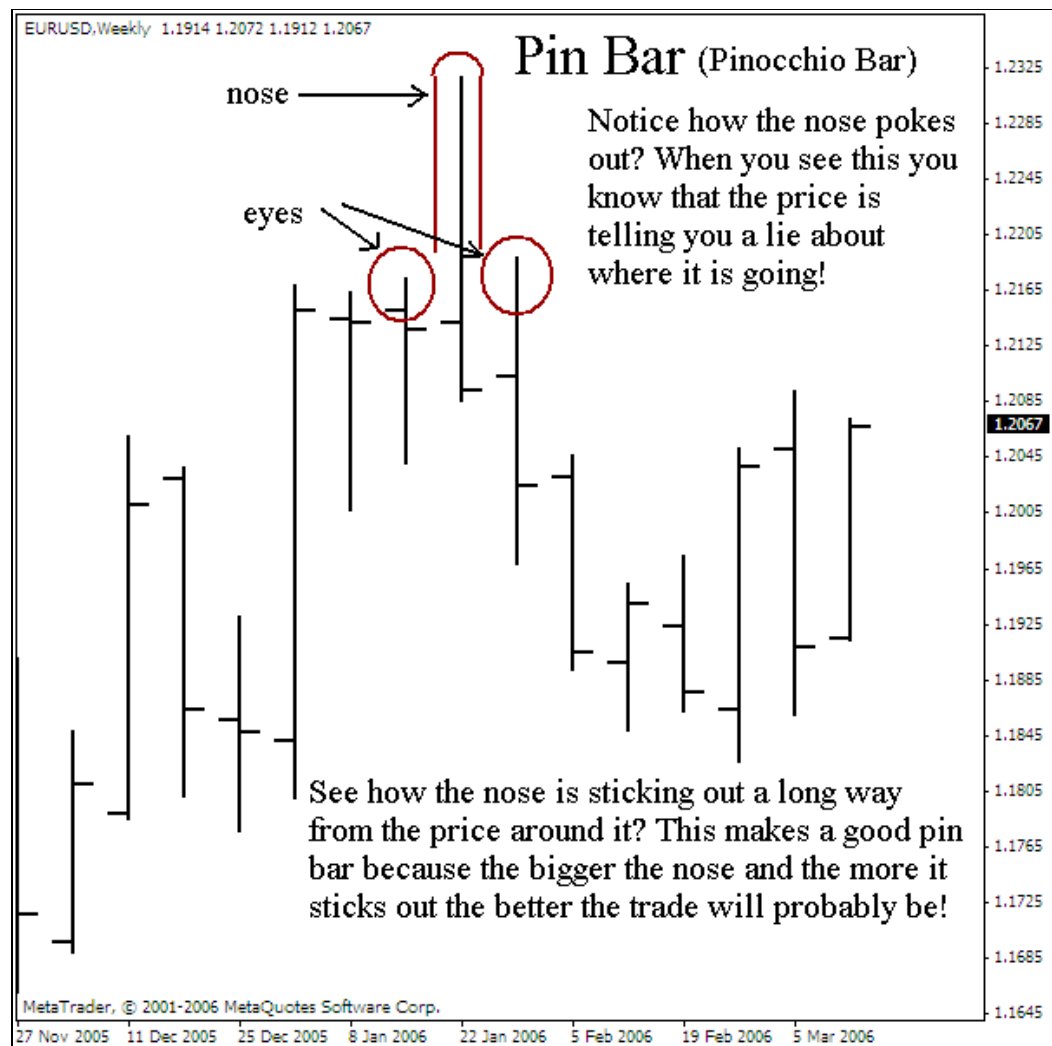 EURUSD,Weekly 1.1914 1.2072 1.1912 1.2067
Pin Bar (Pinocchio Bar)
nose
Notice how the nose pokes
out? When you see this you
know that the price is
telling you a lie about
where it is going!
eyes
See how the nose is sticking out a long way
from the price around it? This makes a good pin
bar because the bigger the nose and the more it
sticks out the better the trade will probably be!
1.2325
1.2285
1.2245
1.2205
1.2165
1.2125
1.2085
1.2067
1.2045
1.2005
1.1965
1.1925
1.1885
1.1845
1.1805
1.1765
1.1725
1.1685
1.1645
MetaTrader, © 2001-2006 MetaQuotes Software Corp.
27 Nov 2005 11 Dec 2005 25 Dec 2005 8 Jan 2006 22 Jan 2006 5 Feb 2006 19 Feb 2006 5 Mar 2006